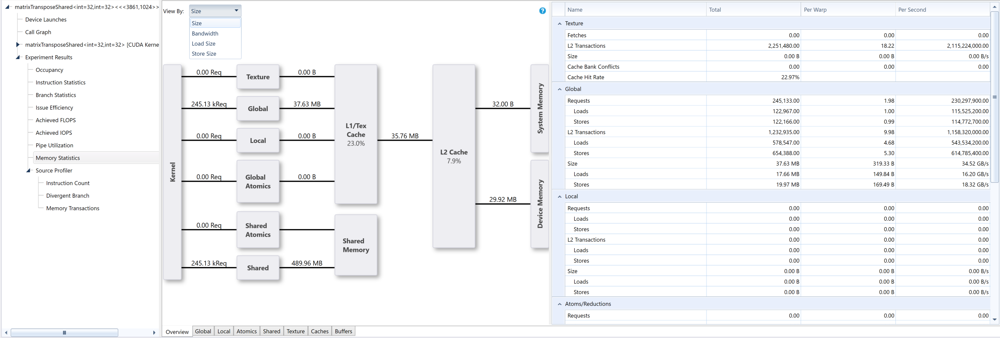 matrixTransposeShared<int=32,int=32><<<3861,1024>>
Device Launches
Call Graph
matrixTransposeShared<int=32,int=32> [CUDA Kerne
Experiment Results
Occupancy
Instruction Statistics
Branch Statistics
Issue Efficiency
Achieved FLOPS
Achieved IOPS
Pipe Utilization
Memory Statistics
Source Profiler
Instruction Count
Divergent Branch
Memory Transactions
View By: Size
Size
Bandwidth
Load Size
Store Size
?
Kernel
0.00 Req
Texture
0.00 B
245.13 kReq
Global
37.63 MB
0.00 Req
Local
0.00 B
0.00 Req
Global
Atomics
0.00 B
0.00 Req
Shared
Atomics
245.13 kReq
Shared
489.96 MB
L1/Tex
Cache
23.0%
Shared
Memory
35.76 MB
L2 Cache
7.9%
32.00 B
System Memory
29.92 MB
Device Memory
Overview Global Local Atomics Shared Texture Caches Buffers
Name Total Per Warp Per Second
Texture
Fetches 0.00 0.00 0.00
L2 Transactions 2,251,480.00 18.22 2,115,224,000.00
Size 0.00 B 0.00 B 0.00 B/s
Cache Bank Conflicts 0.00 0.00 0.00
Cache Hit Rate 22.97%
Global
Requests 245,133.00 1.98 230,297,900.00
Loads 122,967.00 1.00 115,525,200.00
Stores 122,166.00 0.99 114,772,700.00
L2 Transactions 1,232,935.00 9.98 1,158,320,000.00
Loads 578,547.00 4.68 543,534,200.00
Stores 654,388.00 5.30 614,785,400.00
Size 37.63 MB 319.33 B 34.52 GB/s
Loads 17.66 MB 149.84 B 16.20 GB/s
Stores 19.97 MB 169.49 B 18.32 GB/s
Local
Requests 0.00 0.00 0.00
Loads 0.00 0.00 0.00
Stores 0.00 0.00 0.00
L2 Transactions 0.00 0.00 0.00
Loads 0.00 0.00 0.00
Stores 0.00 0.00 0.00
Size 0.00 B 0.00 B 0.00 B/s
Loads 0.00 B 0.00 B 0.00 B/s
Stores 0.00 B 0.00 B 0.00 B/s
Atoms/Reductions
Requests 0.00 0.00 0.00